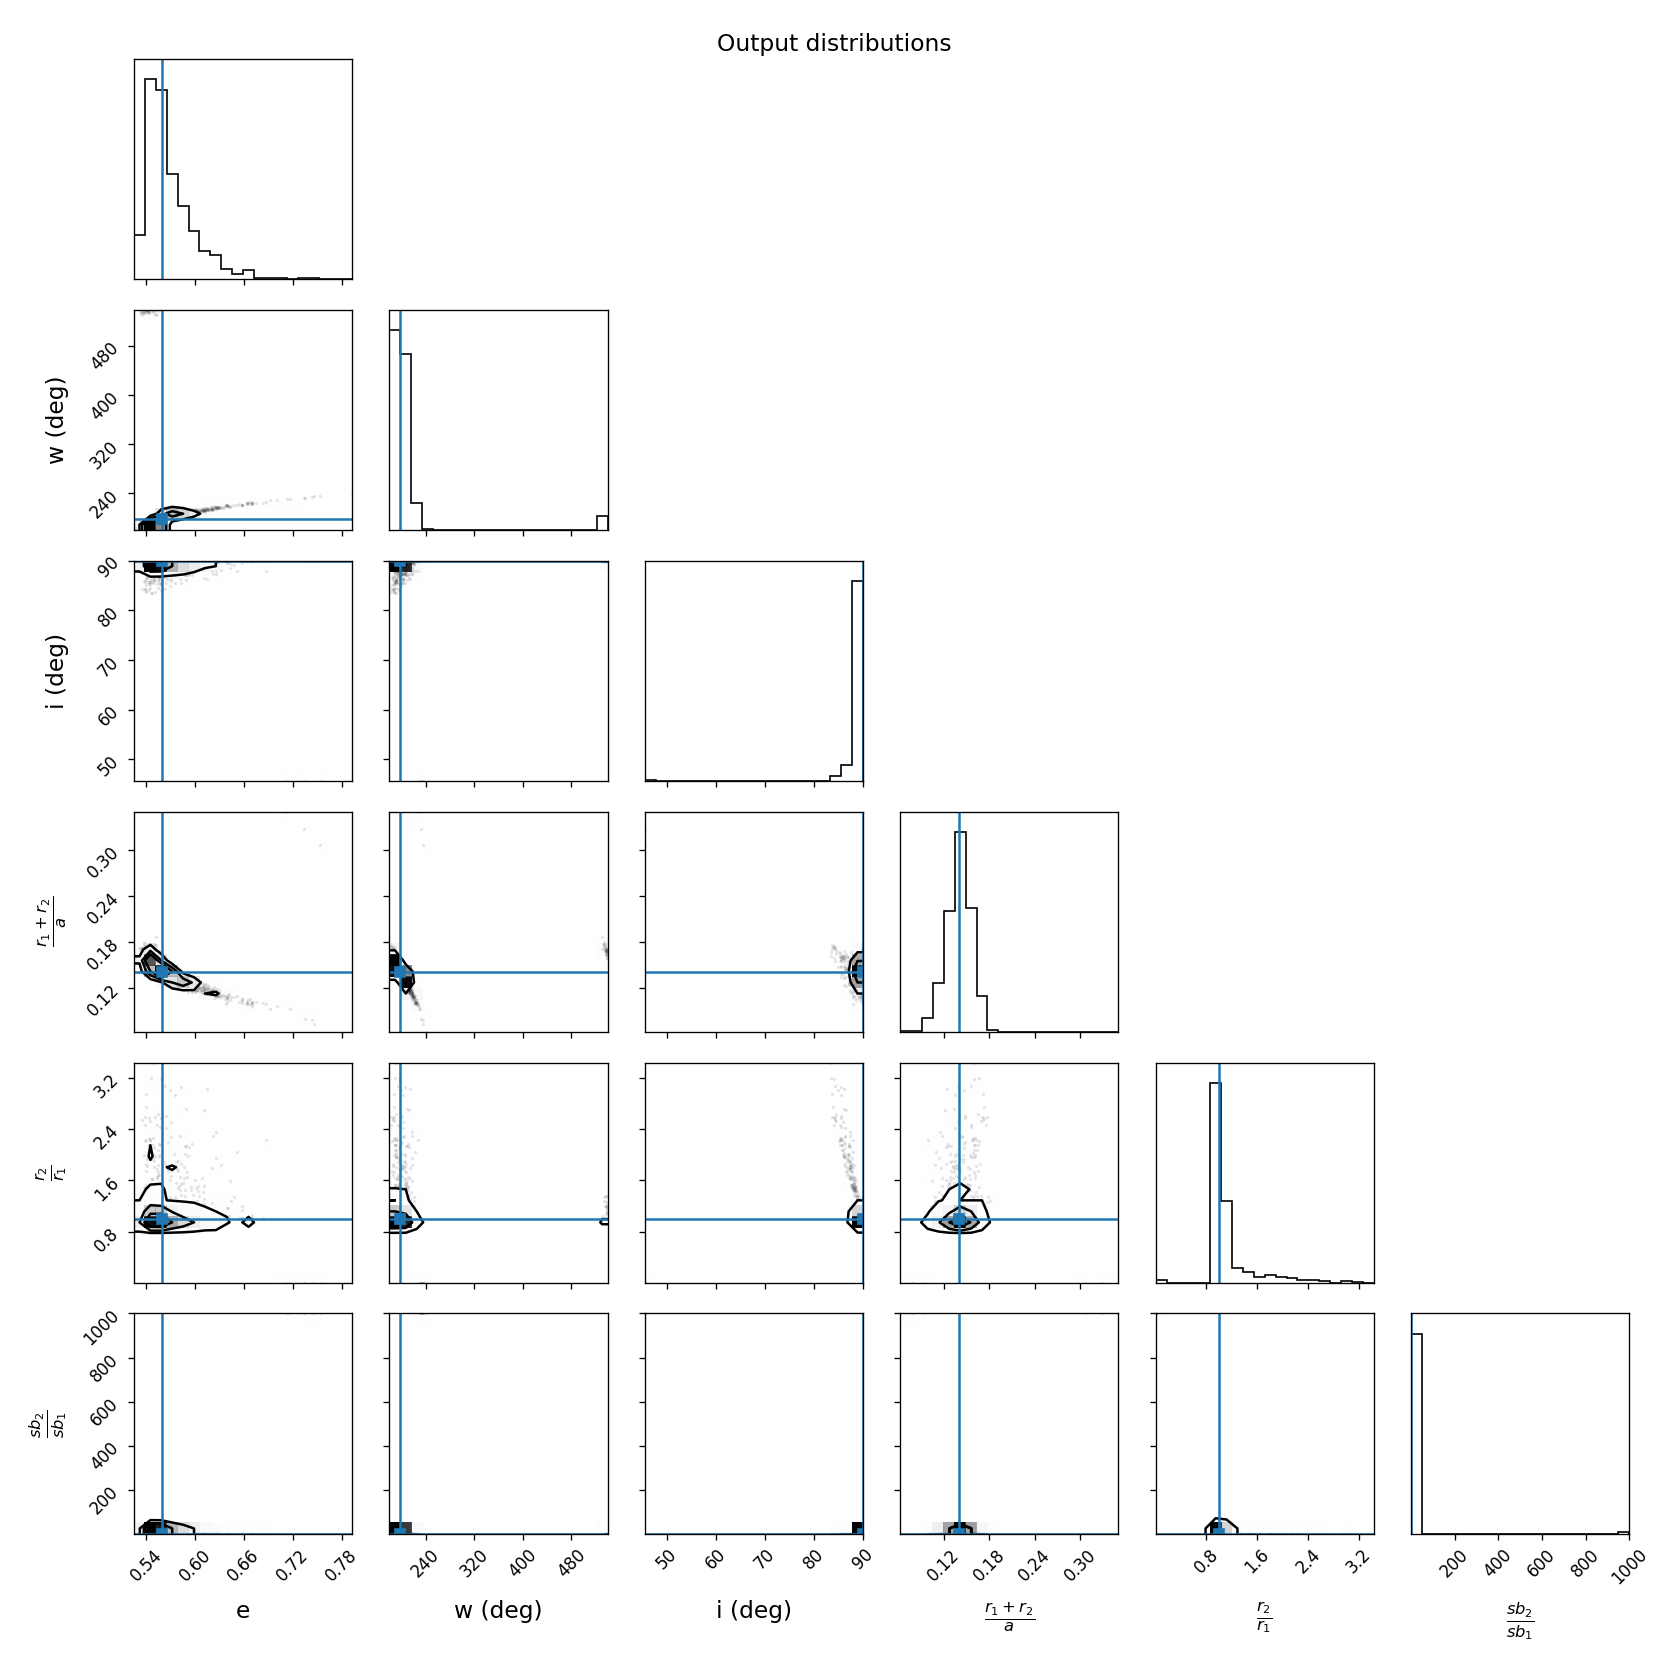 Output distributions
w (deg)
480
400
320
240
i (deg)
90
80
70
60
50
r₁ + r₂
a
0.30
0.24
0.18
0.12
r₂
r₁
3.2
2.4
1.6
0.8
sb₂
sb₁
1000
800
600
400
200
0.54 0.60 0.66 0.72 0.78 240 320 400 480 50 60 70 80 90 0.12 0.18 0.24 0.30 0.8 1.6 2.4 3.2 200 400 600 800 1000
e w (deg) i (deg) r₁ + r₂ r₂ sb₂
a r₁ sb₁